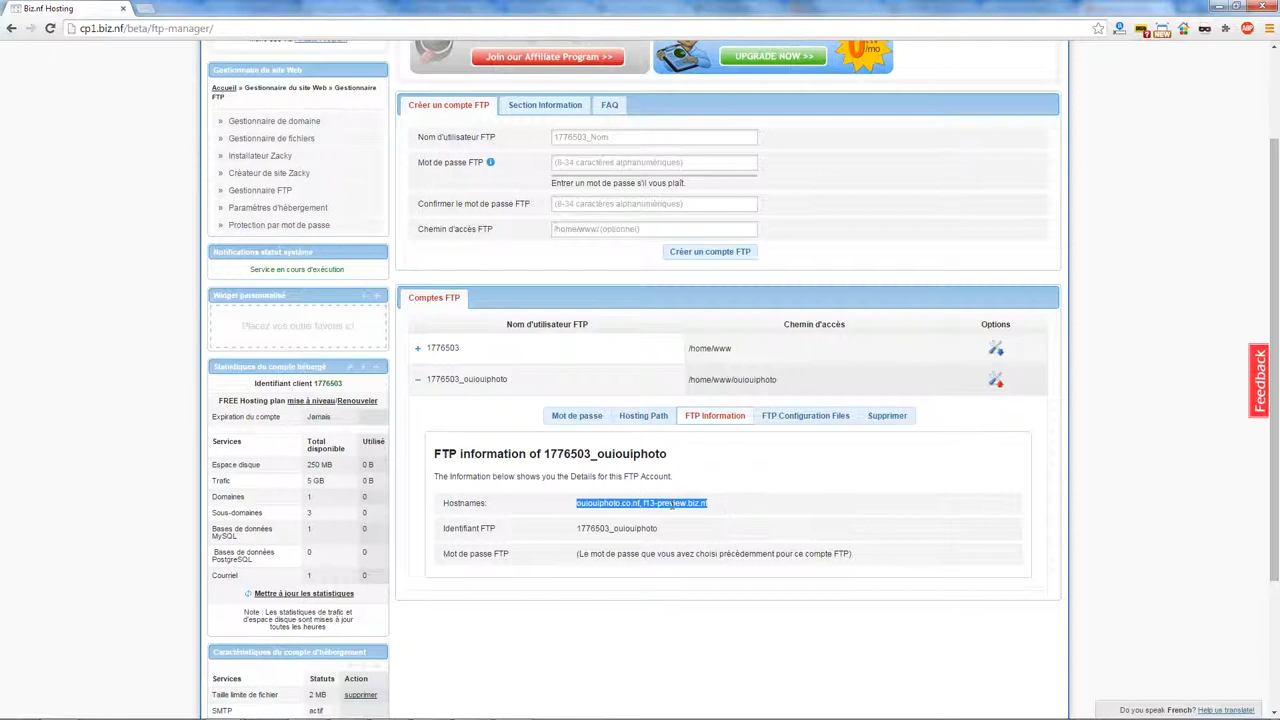 Biz.nf Hosting
cp1.biz.nf/beta/ftp-manager/
NEW
ABP
Join our Affiliate Program >>
UPGRADE NOW >>
/mo
Gestionnaire du site Web
Accueil » Gestionnaire du site Web » Gestionnaire
FTP
» Gestionnaire de domaine
» Gestionnaire de fichiers
» Installateur Zacky
» Créateur de site Zacky
» Gestionnaire FTP
» Paramètres d'hébergement
» Protection par mot de passe
Notifications statut système
Service en cours d'exécution
Widget personnalisé
Placez vos outils favoris ici
Statistiques du compte hébergé
Identifiant client 1776503
FREE Hosting plan mise à niveau/Renouveler
Expiration du compte Jamais
Services Total disponible Utilisé
Espace disque 250 MB 0 B
Trafic 5 GB 0 B
Domaines 1 0
Sous-domaines 3 0
Bases de données MySQL 1 0
Bases de données PostgreSQL 0 0
Courriel 1 0
Mettre à jour les statistiques
Note : Les statistiques de trafic et
d'espace disque sont mises à jour
toutes les heures
Caractéristiques du compte d'hébergement
Services Statuts Action
Taille limite de fichier 2 MB supprimer
SMTP actif
Créer un compte FTP Section Information FAQ
Nom d'utilisateur FTP 1776503_Nom
Mot de passe FTP (8-34 caractères alphanumériques)
Entrer un mot de passe s'il vous plaît.
Confirmer le mot de passe FTP (8-34 caractères alphanumériques)
Chemin d'accès FTP /home/www/ (optionnel)
Créer un compte FTP
Comptes FTP
Nom d'utilisateur FTP Chemin d'accès Options
+ 1776503 /home/www
− 1776503_ouiouiphoto /home/www/ouiouiphoto
Mot de passe Hosting Path FTP Information FTP Configuration Files Supprimer
FTP information of 1776503_ouiouiphoto
The Information below shows you the Details for this FTP Account.
Hostnames: ouiouiphoto.co.nf, f13-preview.biz.nf
Identifiant FTP 1776503_ouiouiphoto
Mot de passe FTP (Le mot de passe que vous avez choisi précédemment pour ce compte FTP)
Feedback
Do you speak French? Help us translate!